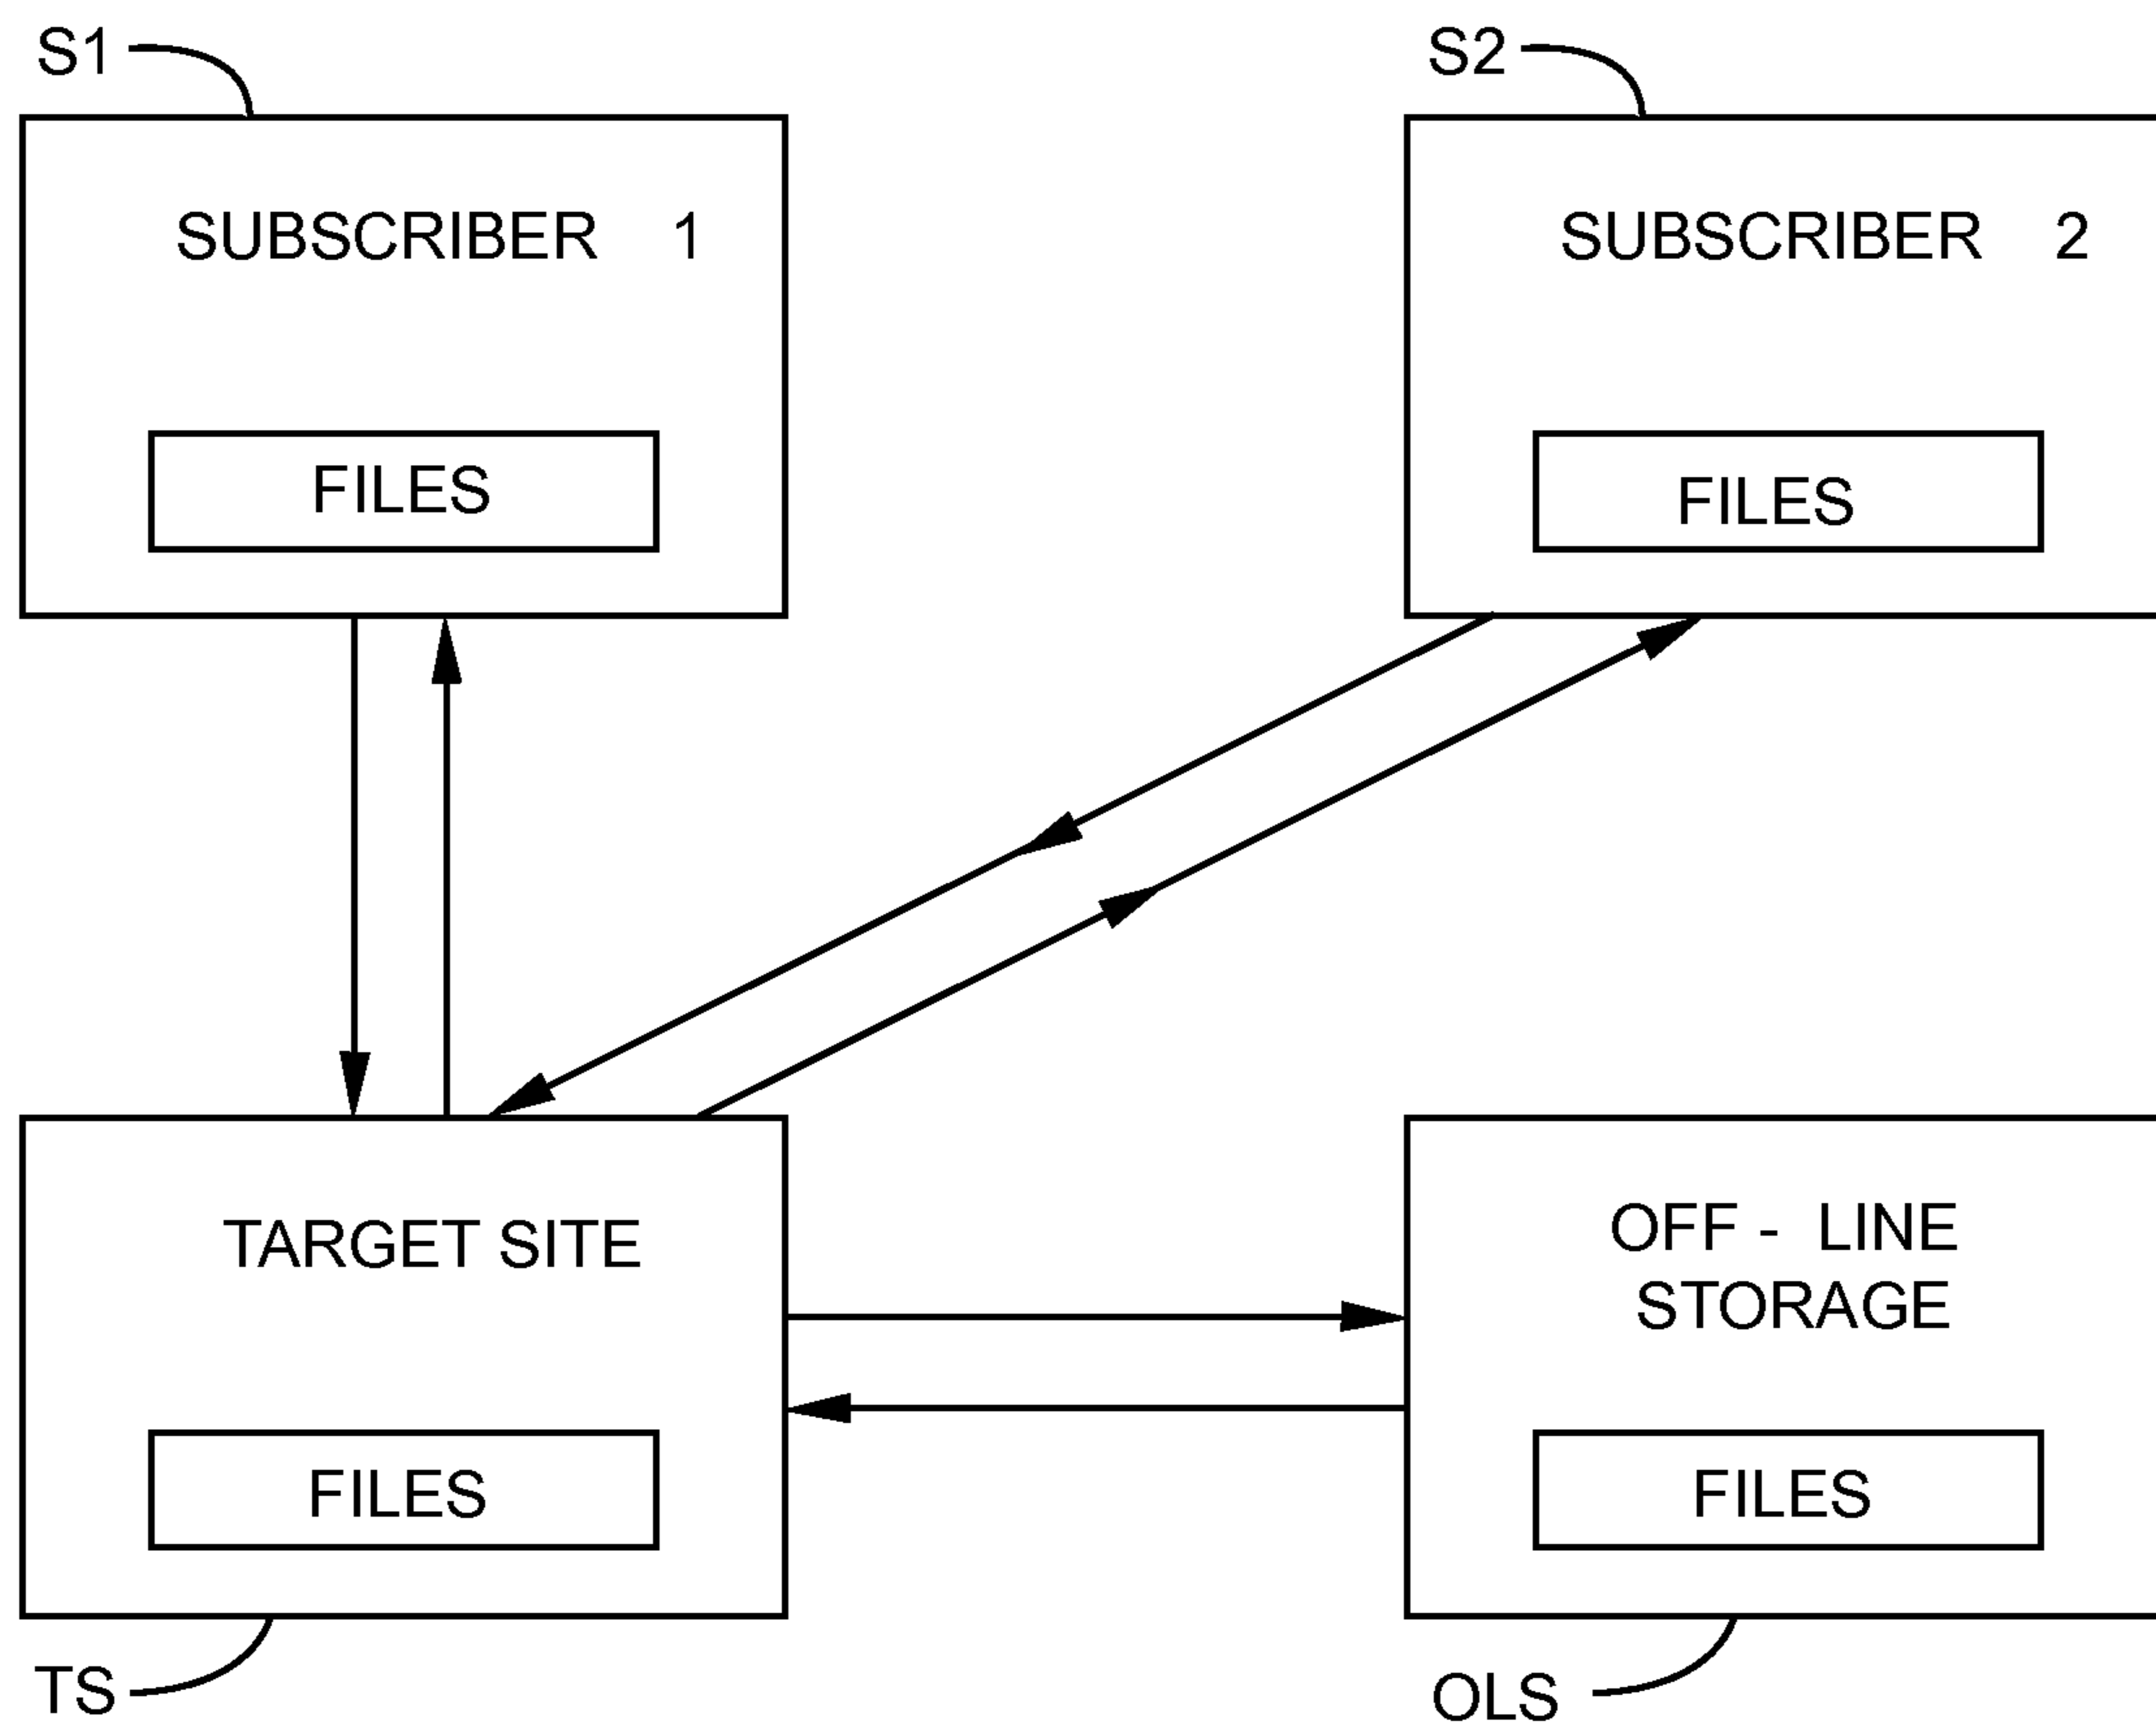 S1
S2
SUBSCRIBER 1
SUBSCRIBER 2
FILES
FILES
TARGET SITE
OFF - LINE
STORAGE
FILES
FILES
TS
OLS